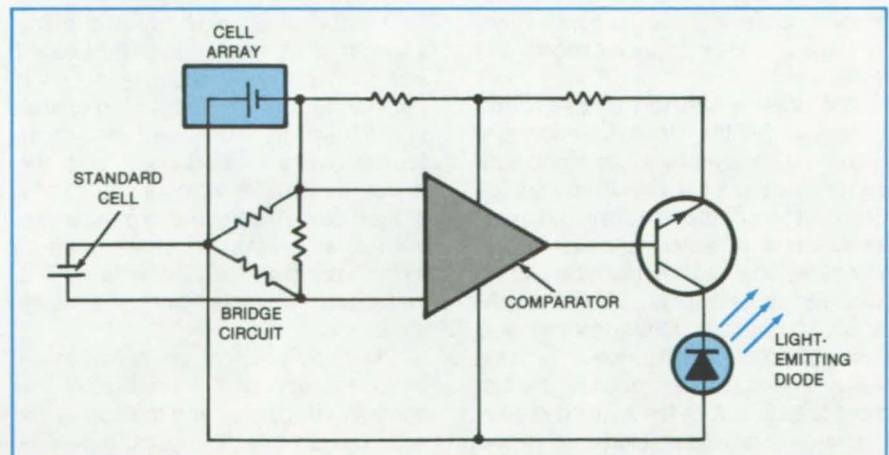 CELL
ARRAY
STANDARD
CELL
BRIDGE
CIRCUIT
COMPARATOR
LIGHT-
EMITTING
DIODE